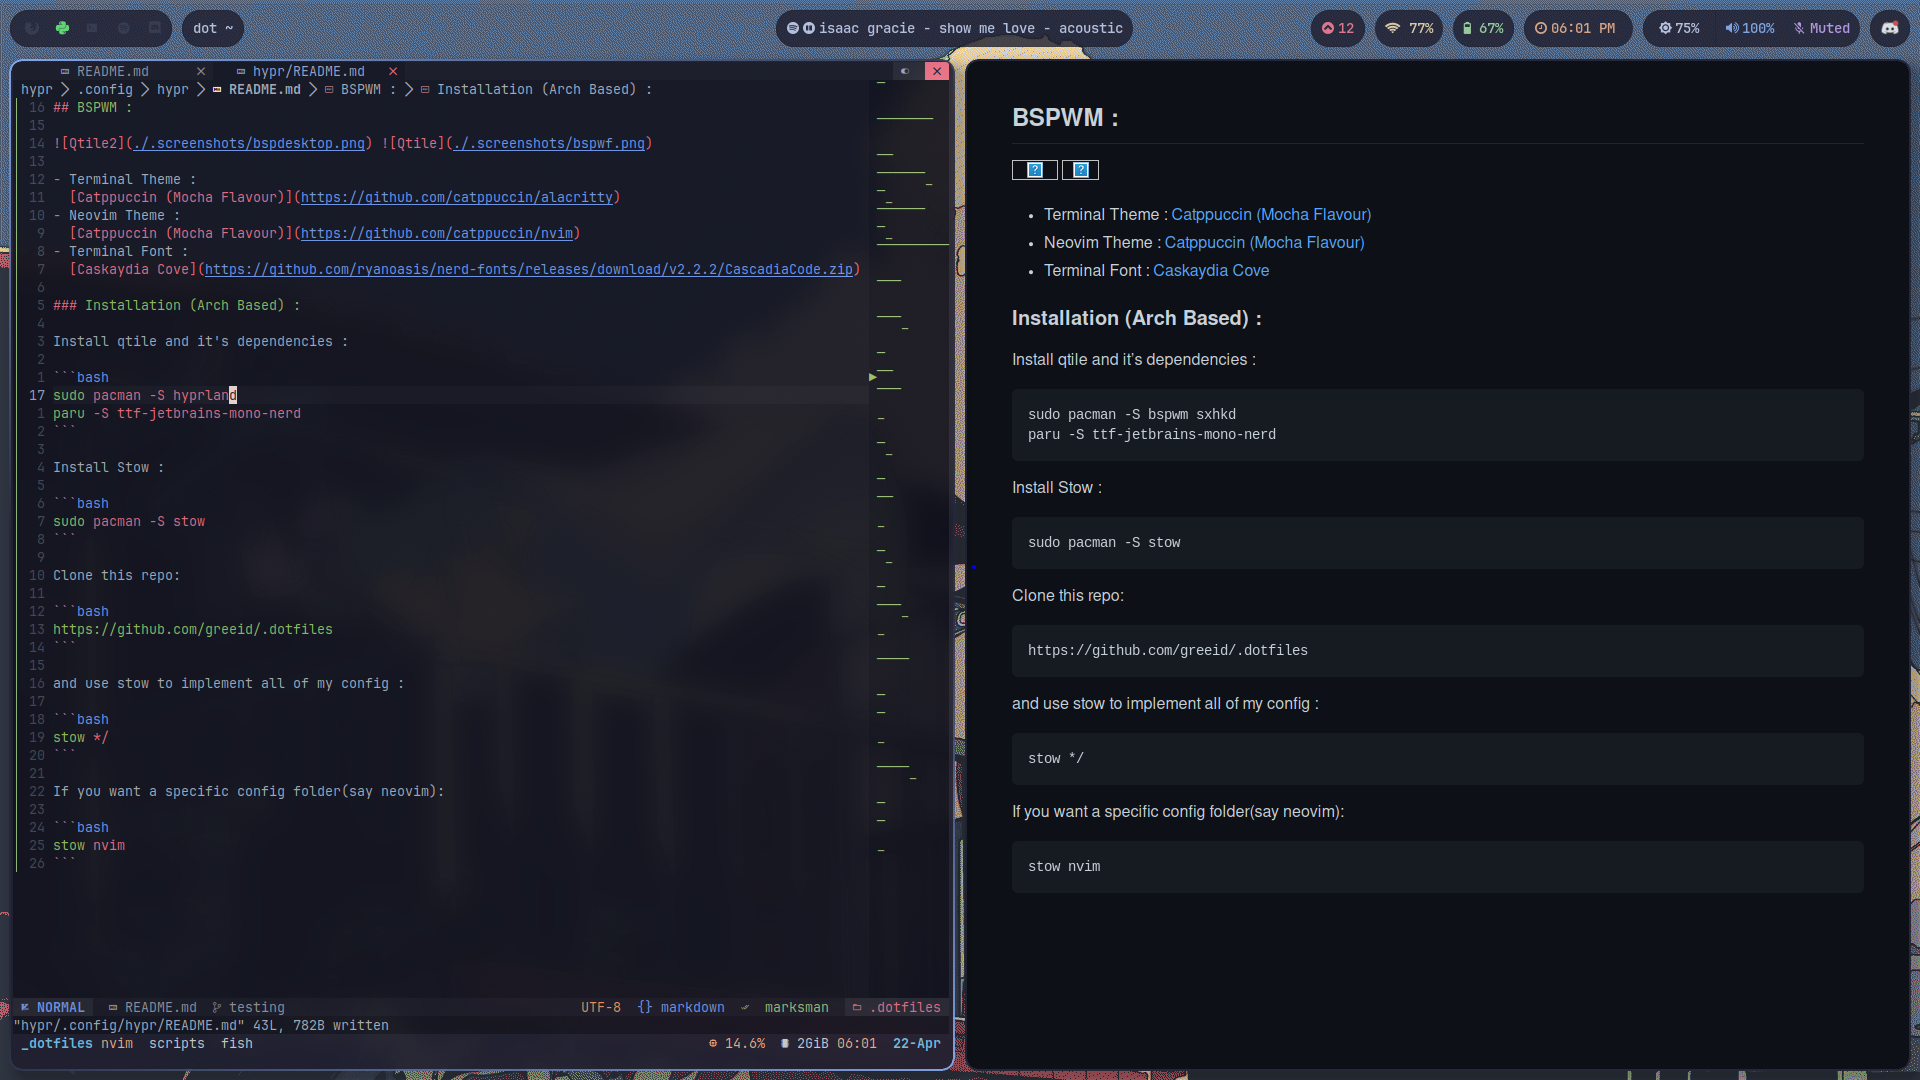 dot ~
isaac gracie - show me love - acoustic
12
77%
67%
06:01 PM
75%
100%
Muted
README.md
hypr/README.md
hypr > .config > hypr > README.md > BSPWM : > Installation (Arch Based) :
16 ## BSPWM :
15
14 ![Qtile2](./.screenshots/bspdesktop.png) ![Qtile](./.screenshots/bspwf.png)
13
12 - Terminal Theme :
11 [Catppuccin (Mocha Flavour)](https://github.com/catppuccin/alacritty)
10 - Neovim Theme :
9 [Catppuccin (Mocha Flavour)](https://github.com/catppuccin/nvim)
8 - Terminal Font :
7 [Caskaydia Cove](https://github.com/ryanoasis/nerd-fonts/releases/download/v2.2.2/CascadiaCode.zip)
6
5 ### Installation (Arch Based) :
4
3 Install qtile and it's dependencies :
2
1 ```bash
17 sudo pacman -S hyprland
1 paru -S ttf-jetbrains-mono-nerd
2 ```
3
4 Install Stow :
5
6 ```bash
7 sudo pacman -S stow
8 ```
9
10 Clone this repo:
11
12 ```bash
13 https://github.com/greeid/.dotfiles
14 ```
15
16 and use stow to implement all of my config :
17
18 ```bash
19 stow */
20 ```
21
22 If you want a specific config folder(say neovim):
23
24 ```bash
25 stow nvim
26 ```
NORMAL README.md testing UTF-8 {} markdown marksman .dotfiles
"hypr/.config/hypr/README.md" 43L, 782B written
_dotfiles nvim scripts fish 14.6% 2GiB 06:01 22-Apr
BSPWM :
• Terminal Theme : Catppuccin (Mocha Flavour)
• Neovim Theme : Catppuccin (Mocha Flavour)
• Terminal Font : Caskaydia Cove
Installation (Arch Based) :
Install qtile and it's dependencies :
sudo pacman -S bspwm sxhkd
paru -S ttf-jetbrains-mono-nerd
Install Stow :
sudo pacman -S stow
Clone this repo:
https://github.com/greeid/.dotfiles
and use stow to implement all of my config :
stow */
If you want a specific config folder(say neovim):
stow nvim